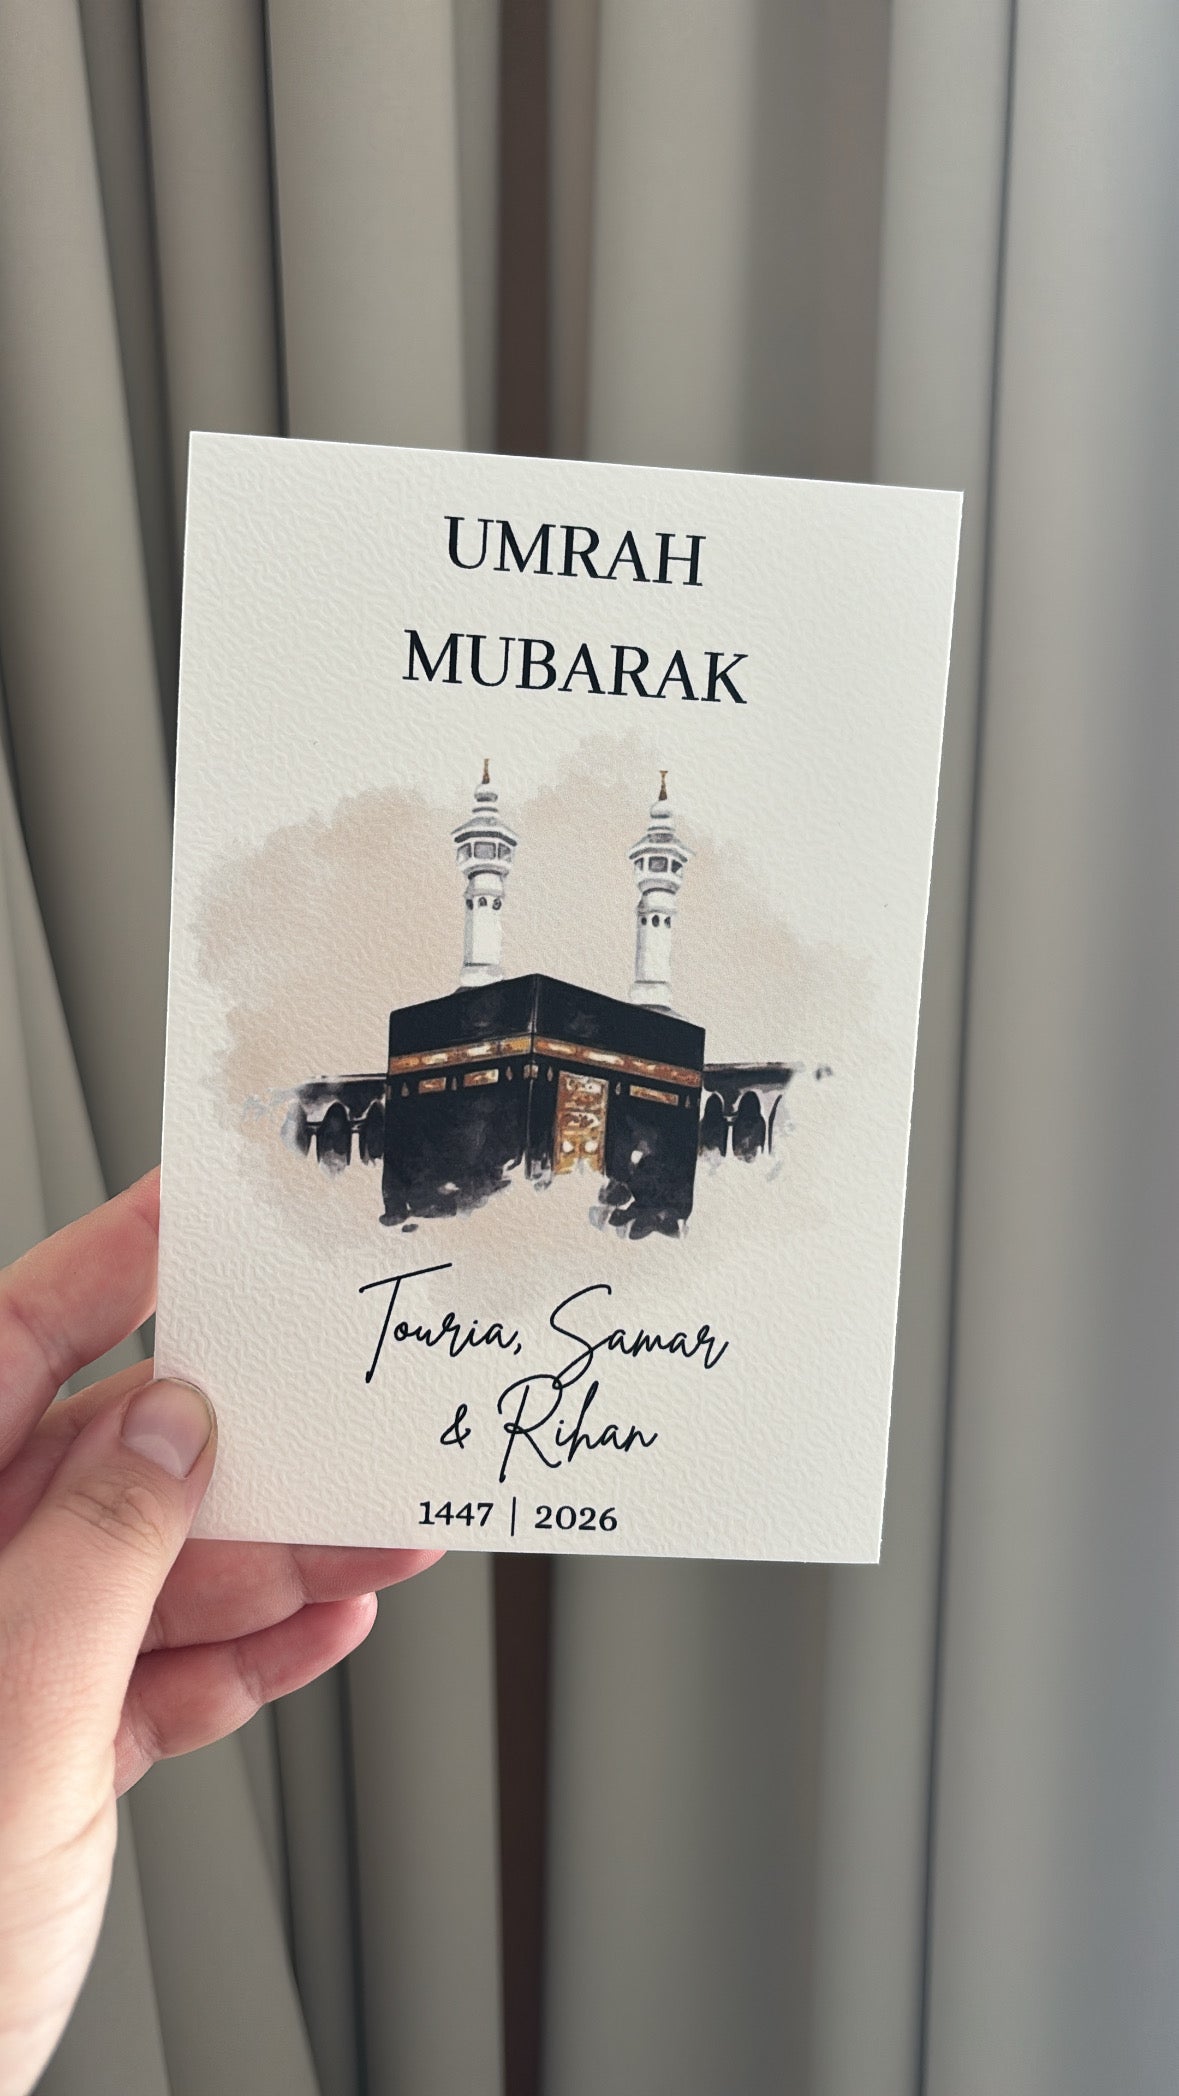 UMRAH
MUBARAK
Touria, Samar
& Rihan
1447 | 2026